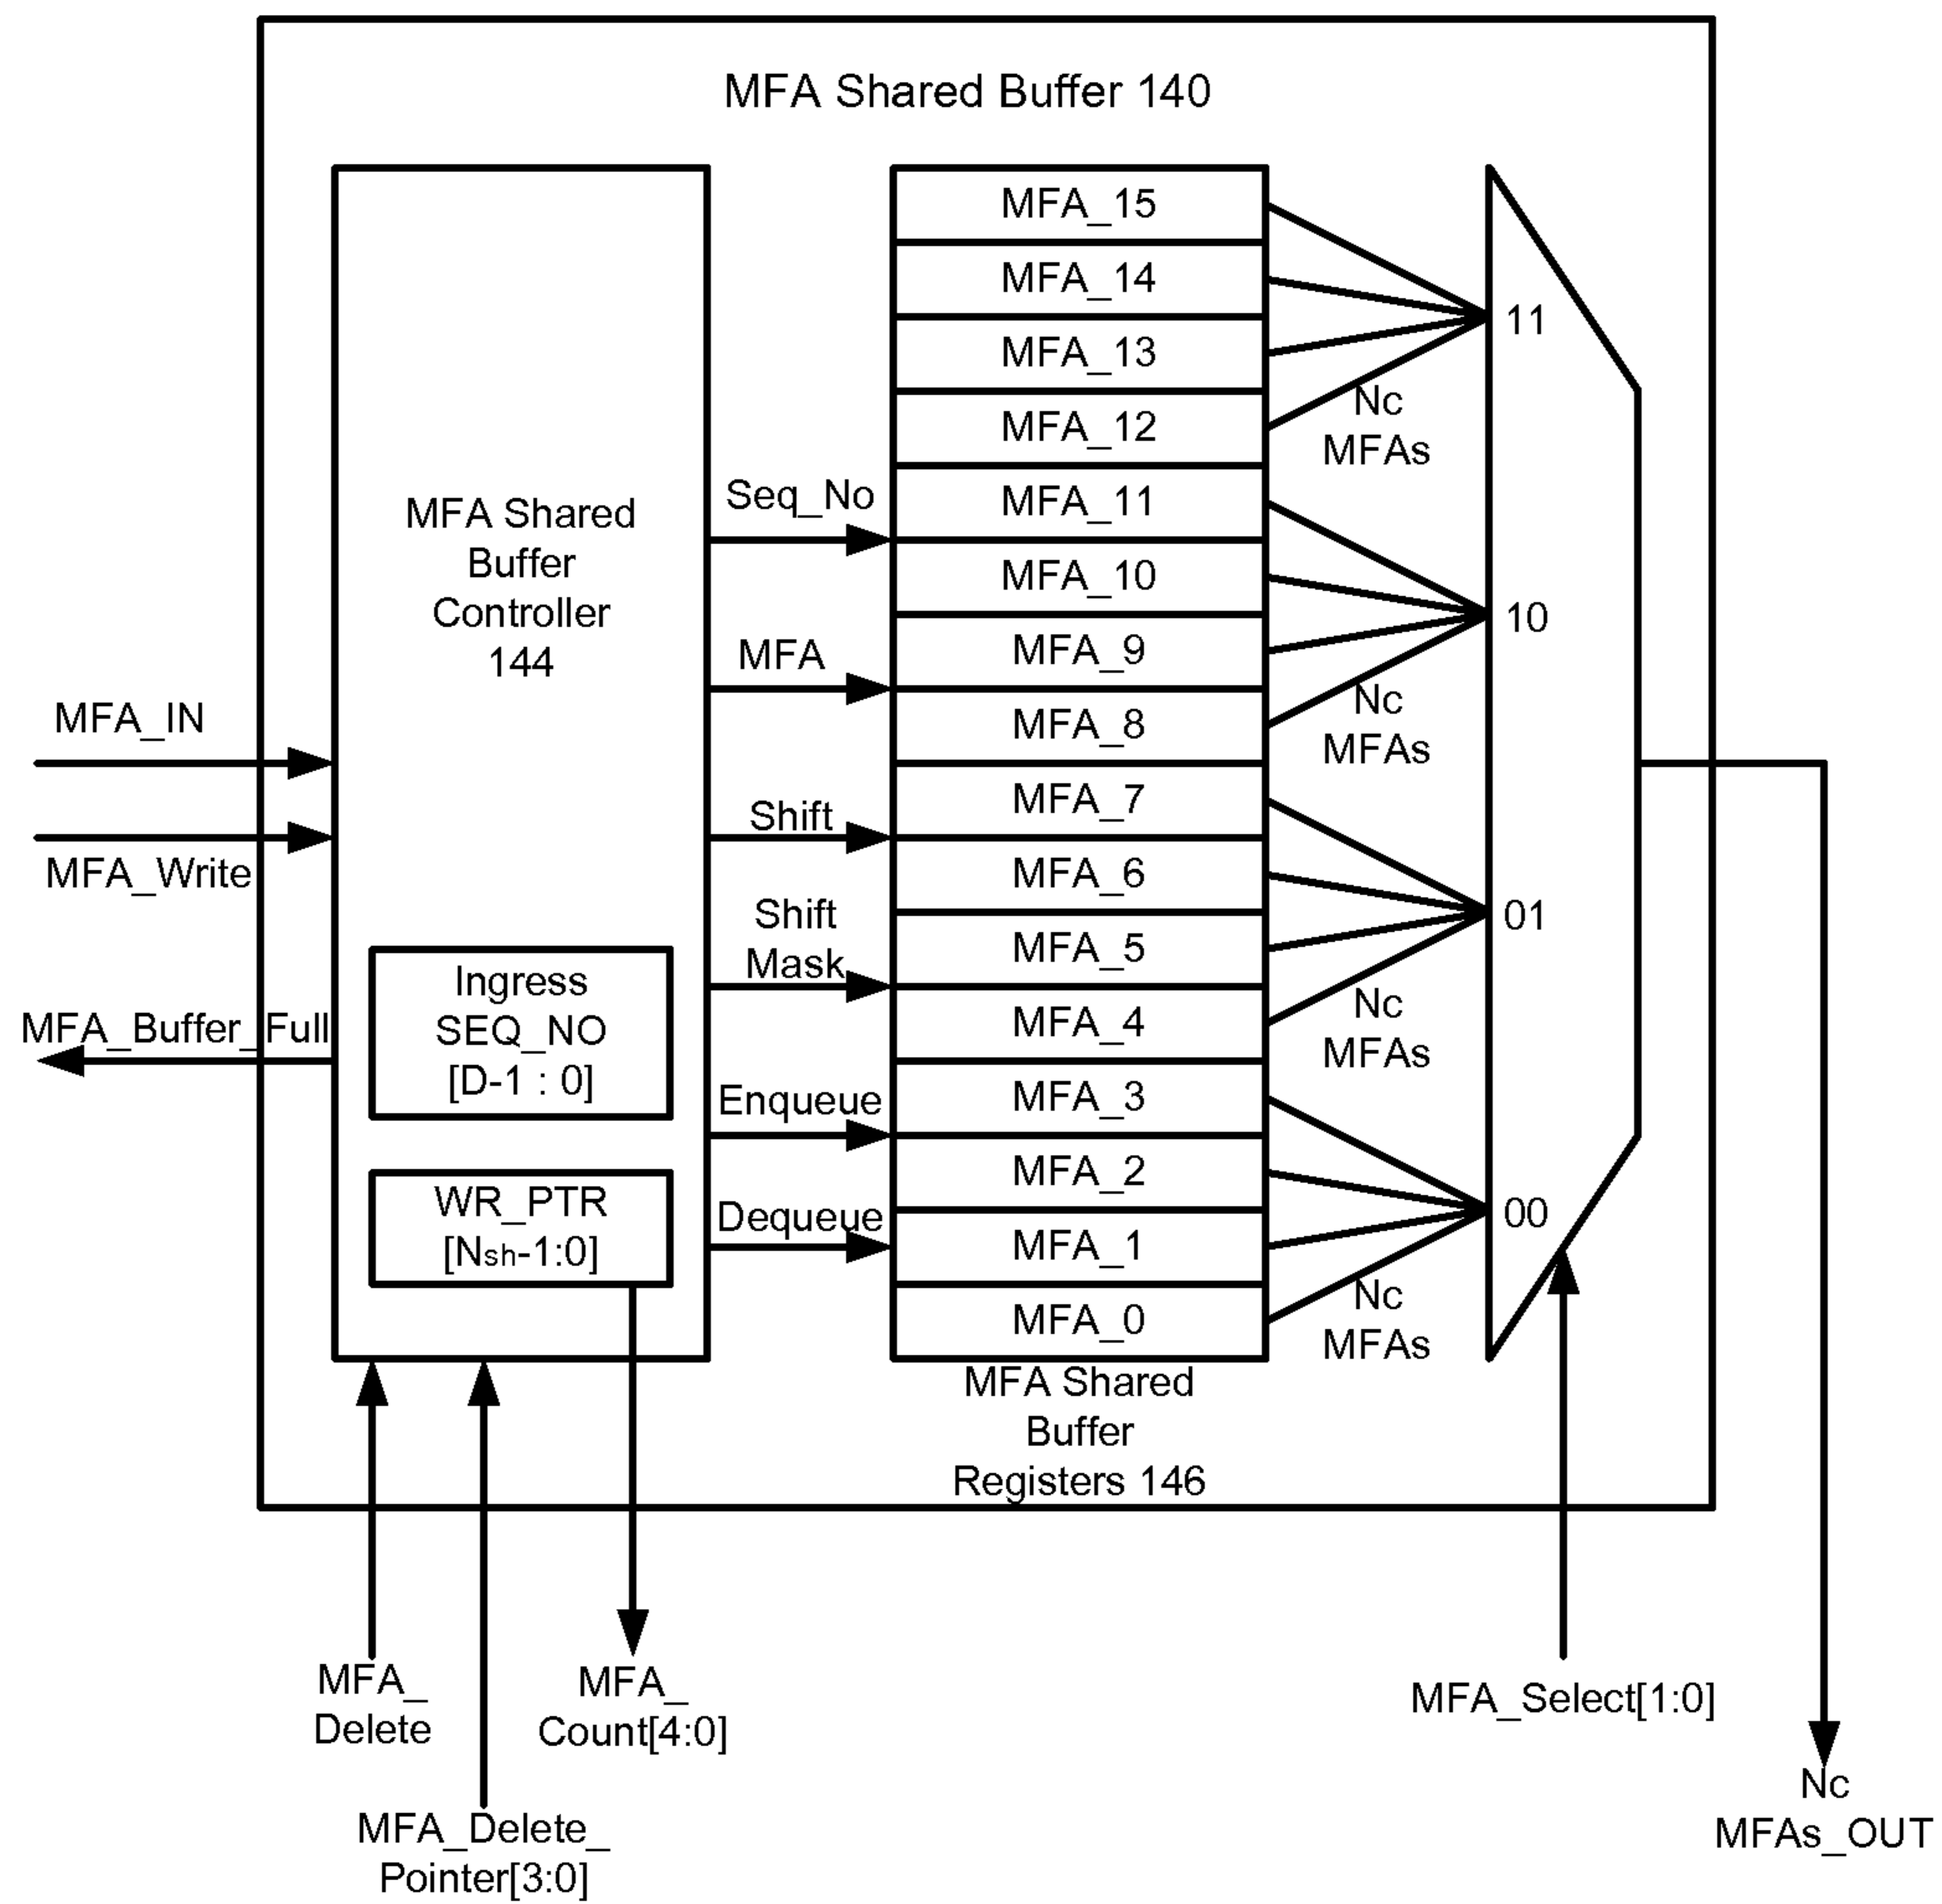 MFA Shared Buffer 140
MFA Shared
Buffer
Controller
144
Ingress
SEQ_NO
[D-1 : 0]
WR_PTR
[Nsh-1:0]
MFA_IN
MFA_Write
MFA_Buffer_Full
Seq_No
MFA
Shift
Shift
Mask
Enqueue
Dequeue
MFA_15
MFA_14
MFA_13
MFA_12
MFA_11
MFA_10
MFA_9
MFA_8
MFA_7
MFA_6
MFA_5
MFA_4
MFA_3
MFA_2
MFA_1
MFA_0
MFA Shared
Buffer
Registers 146
Nc
MFAs
Nc
MFAs
Nc
MFAs
Nc
MFAs
11
10
01
00
MFA_
Delete
MFA_Delete_
Pointer[3:0]
MFA_
Count[4:0]
MFA_Select[1:0]
Nc
MFAs_OUT